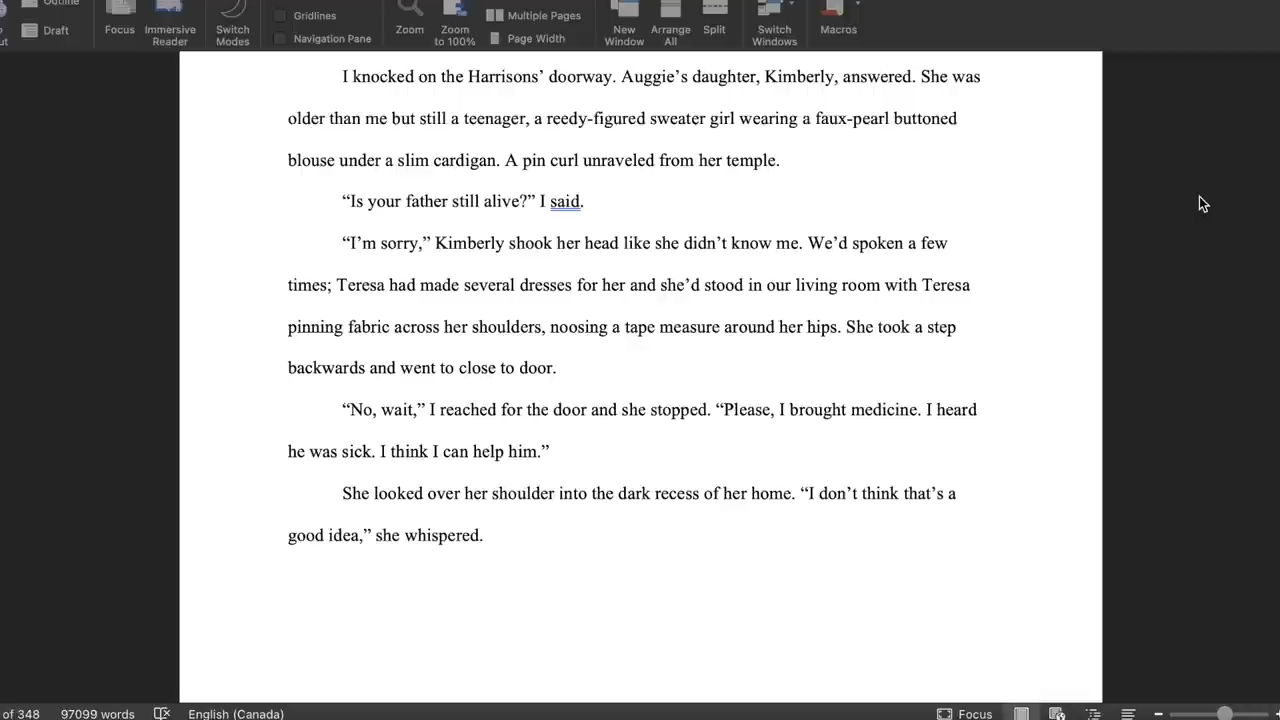 Outline
Draft
Focus
Immersive Reader
Switch Modes
Gridlines
Navigation Pane
Zoom
Zoom to 100%
Multiple Pages
Page Width
New Window
Arrange All
Split
Switch Windows
Macros
I knocked on the Harrisons’ doorway. Auggie’s daughter, Kimberly, answered. She was
older than me but still a teenager, a reedy-figured sweater girl wearing a faux-pearl buttoned
blouse under a slim cardigan. A pin curl unraveled from her temple.
“Is your father still alive?” I said.
“I’m sorry,” Kimberly shook her head like she didn’t know me. We’d spoken a few
times; Teresa had made several dresses for her and she’d stood in our living room with Teresa
pinning fabric across her shoulders, noosing a tape measure around her hips. She took a step
backwards and went to close to door.
“No, wait,” I reached for the door and she stopped. “Please, I brought medicine. I heard
he was sick. I think I can help him.”
She looked over her shoulder into the dark recess of her home. “I don’t think that’s a
good idea,” she whispered.
of 348
97099 words
English (Canada)
Focus